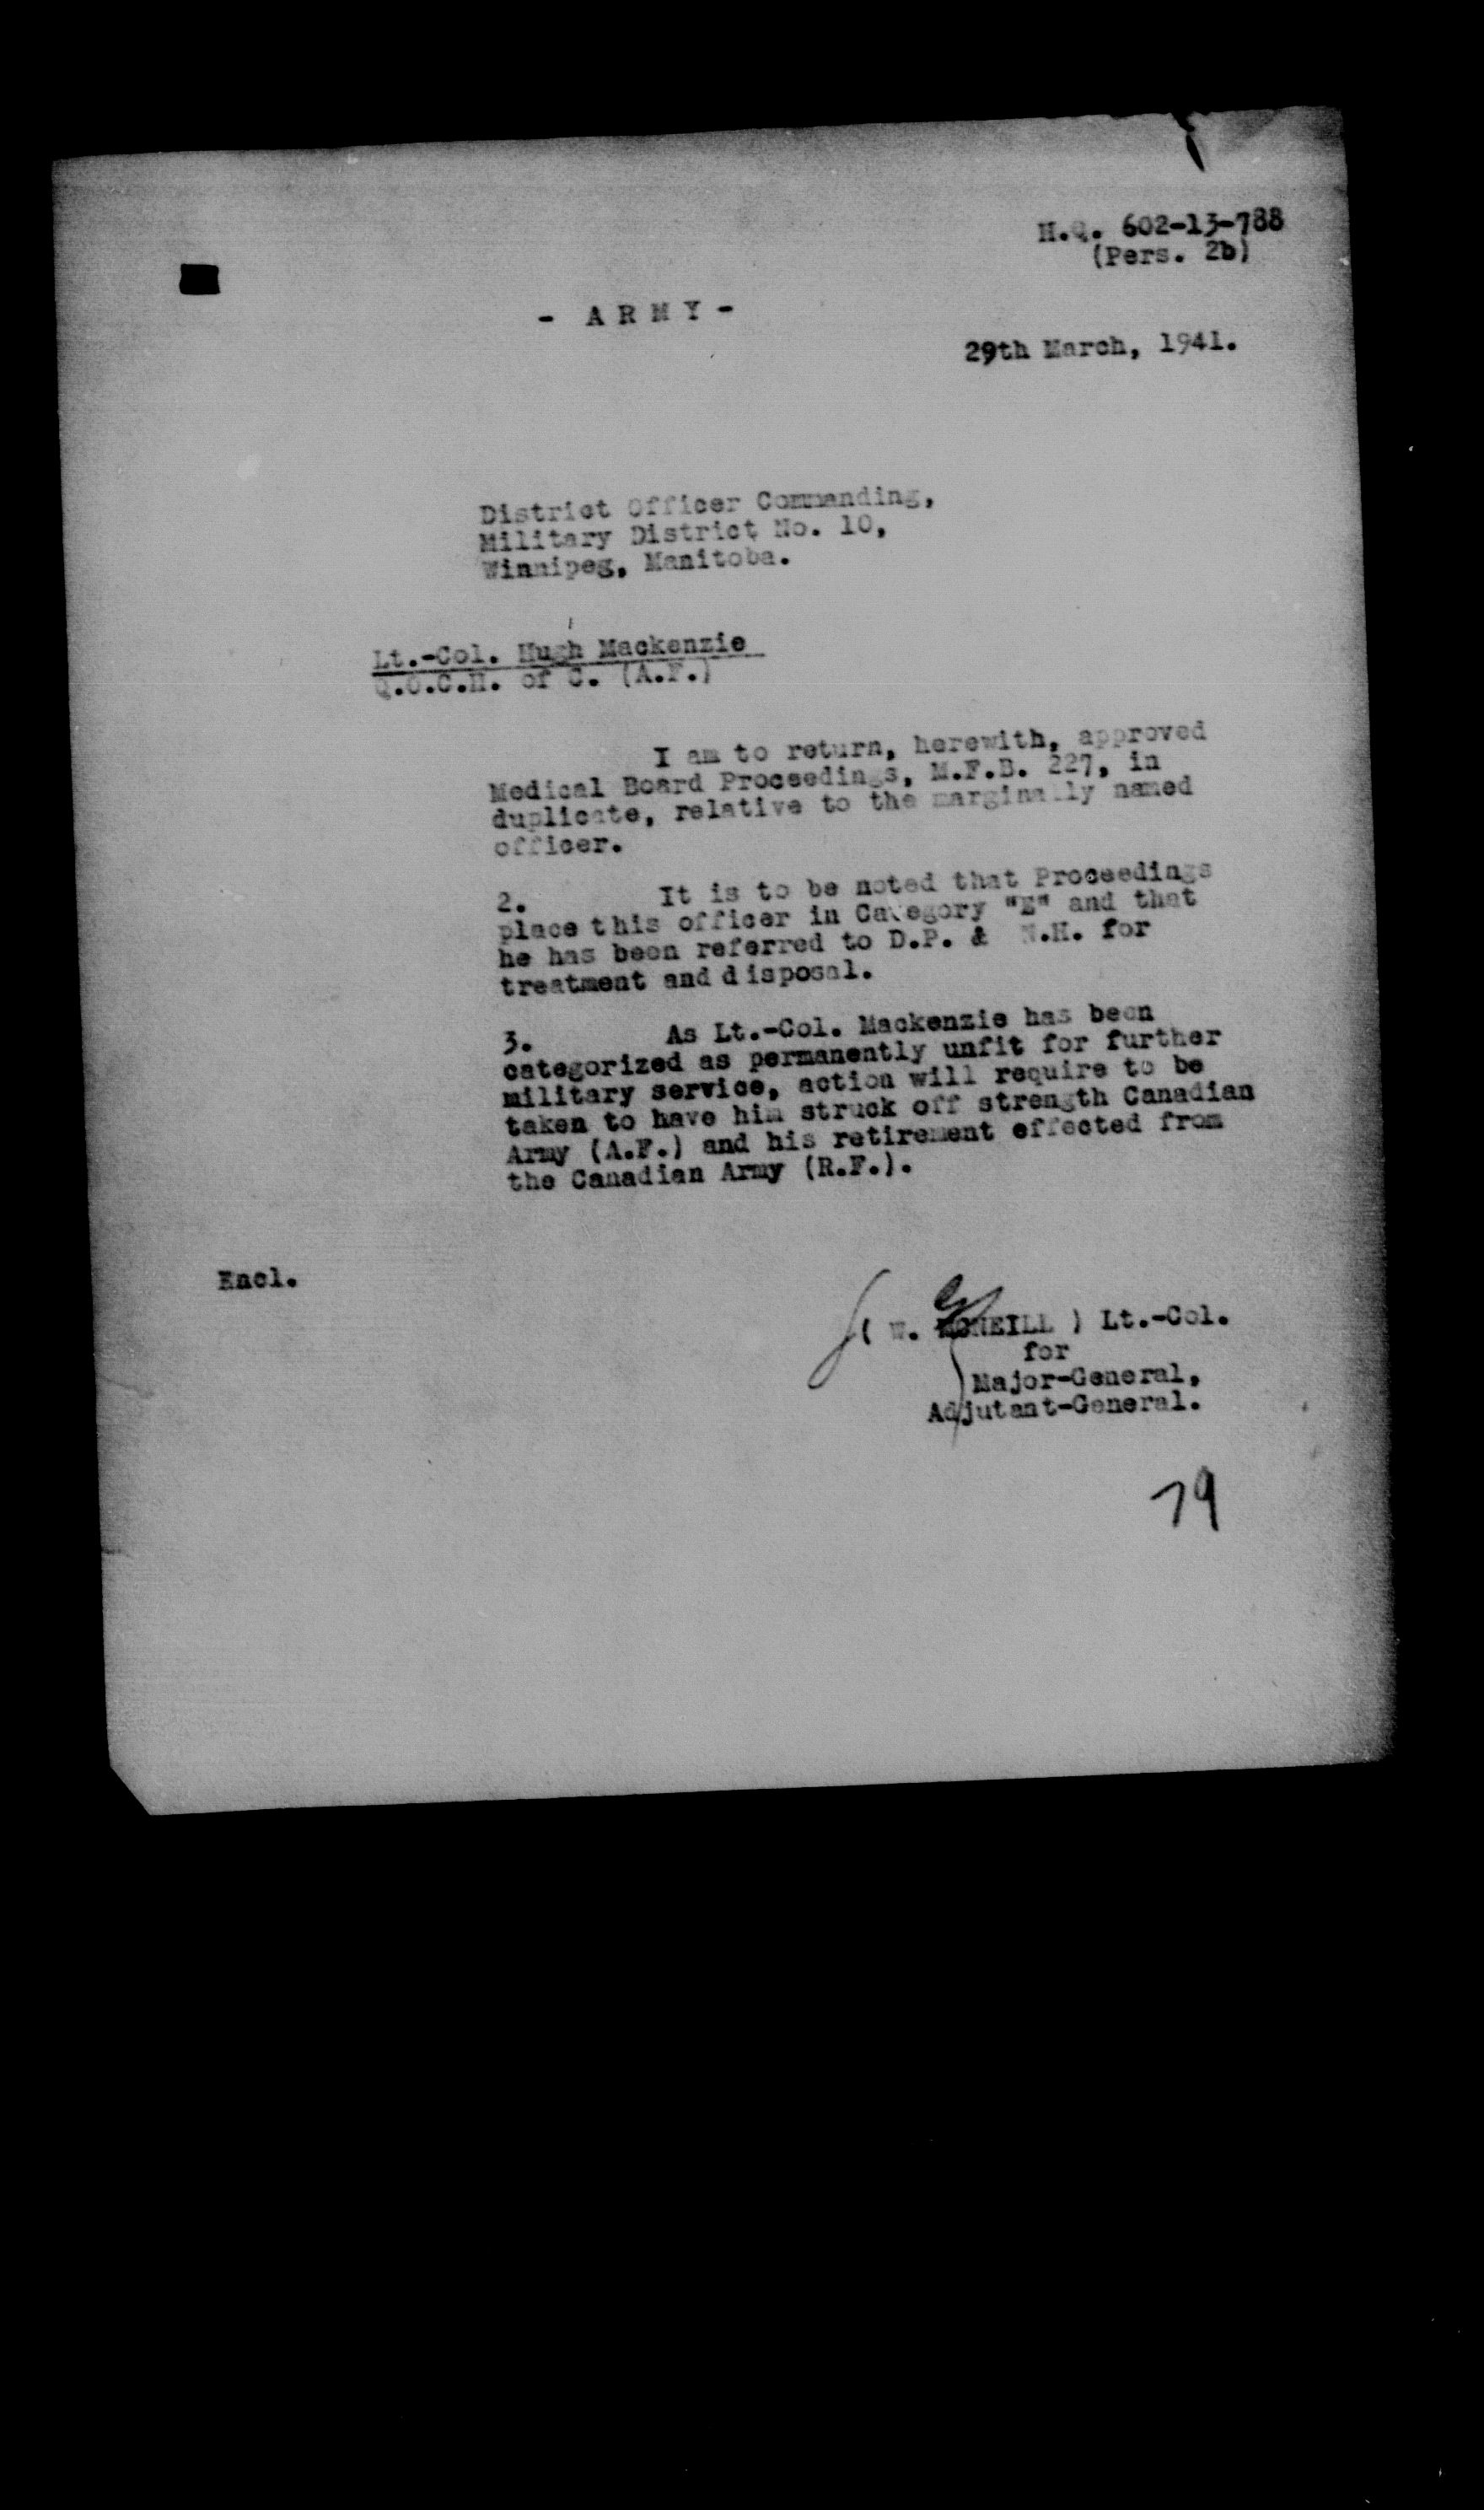 H.Q. 602-13-788
(Pers. 2b)
- A R M Y -
29th March, 1941.
District Officer Commanding,
Military District No. 10,
Winnipeg, Manitoba.
Lt.-Col. Hugh Mackenzie
Q.O.C.H. of C. (A.F.)
I am to return, herewith, approved
Medical Board Proceedings, M.F.B. 227, in
duplicate, relative to the marginally named
officer.
2. It is to be noted that Proceedings
place this officer in Category "E" and that
he has been referred to D.P. & N.H. for
treatment and disposal.
3. As Lt.-Col. Mackenzie has been
categorized as permanently unfit for further
military service, action will require to be
taken to have him struck off strength Canadian
Army (A.F.) and his retirement effected from
the Canadian Army (R.F.).
Encl.
( W. ) Lt.-Col.
for
Major-General,
Adjutant-General.
79